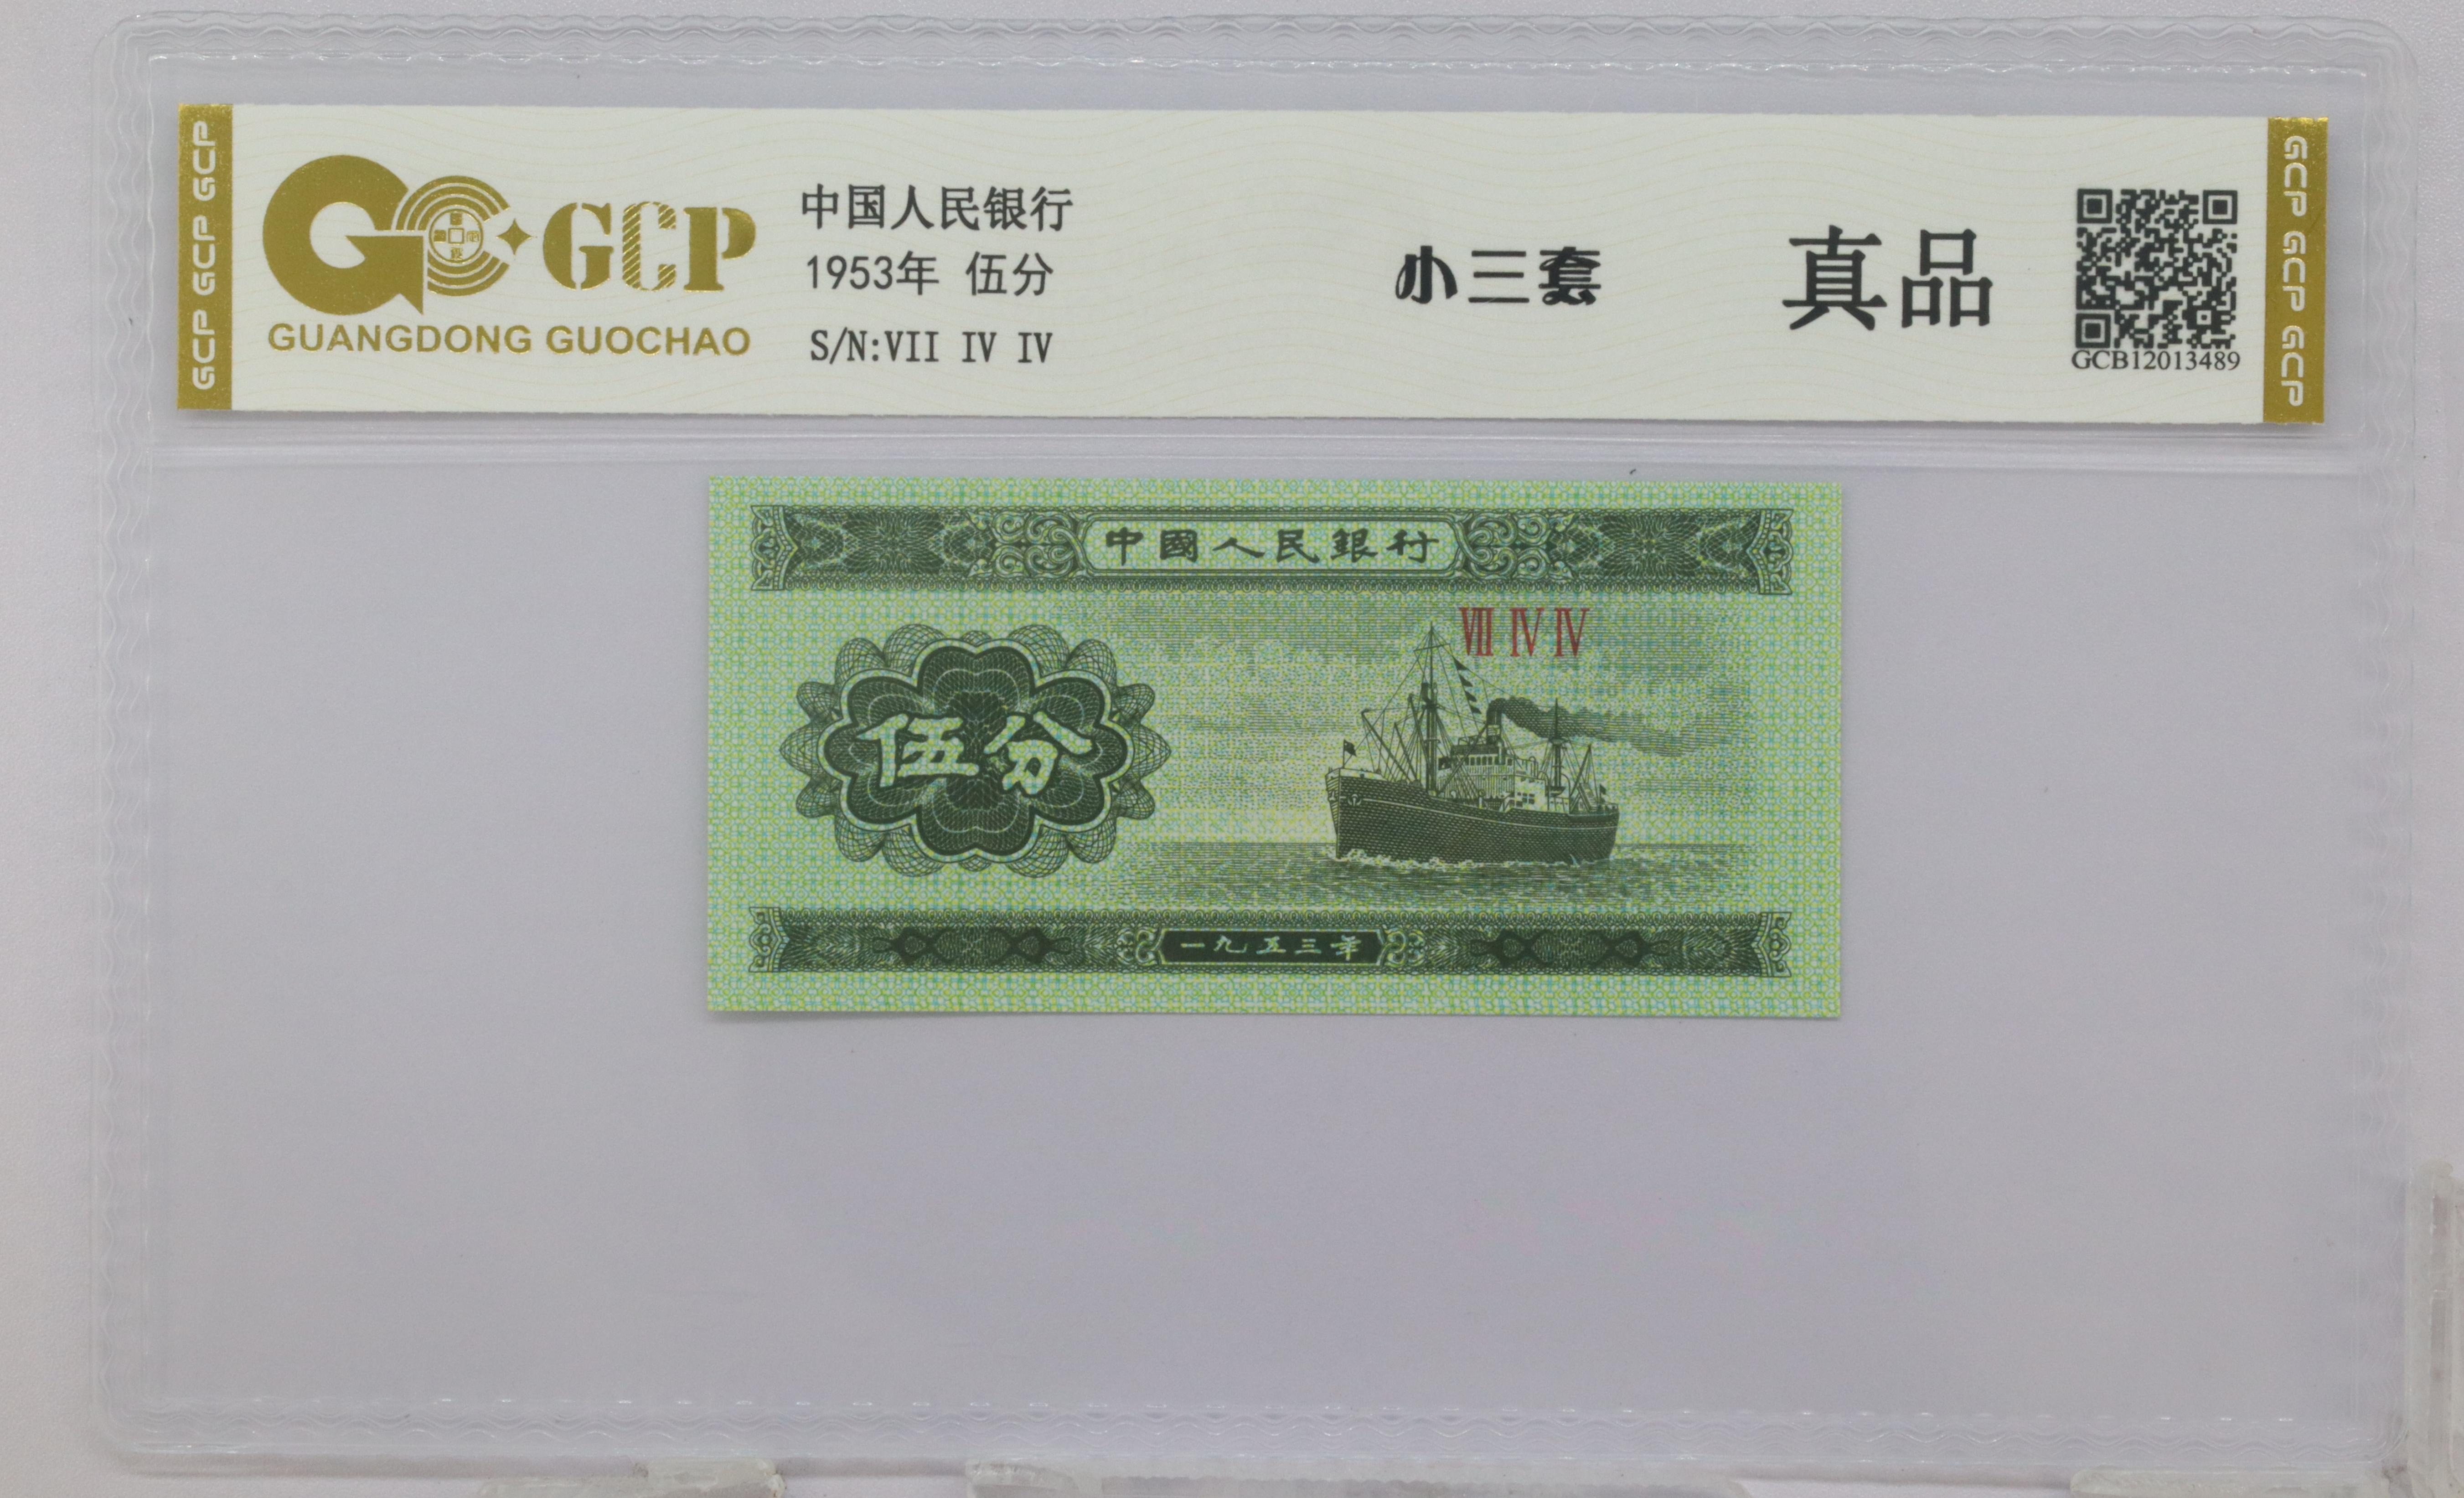 GCP GCP GCP
GCP
GUANGDONG GUOCHAO
中国人民银行
1953年 伍分
S/N:VII IV IV
小三套
真品
GCB12013489
GCP GCP GCP
中國人民銀行
VII IV IV
伍分
一九五三年